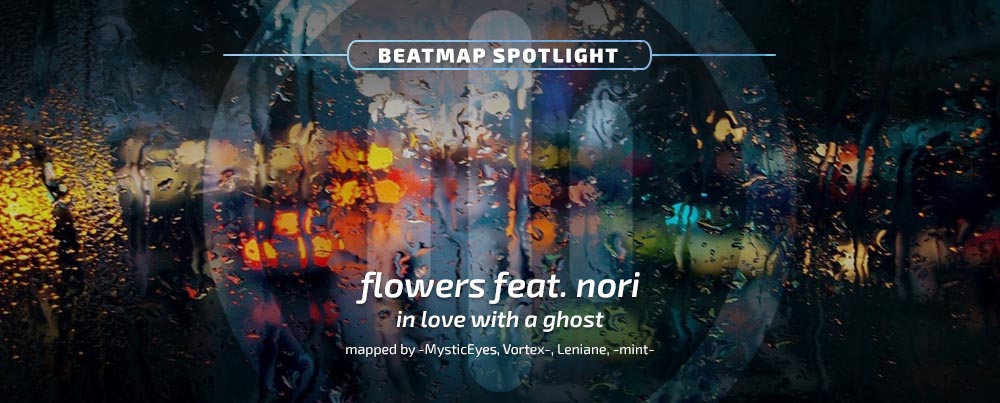 BEATMAP SPOTLIGHT
flowers feat. nori
in love with a ghost
mapped by -MysticEyes, Vortex-, Leniane, -mint-